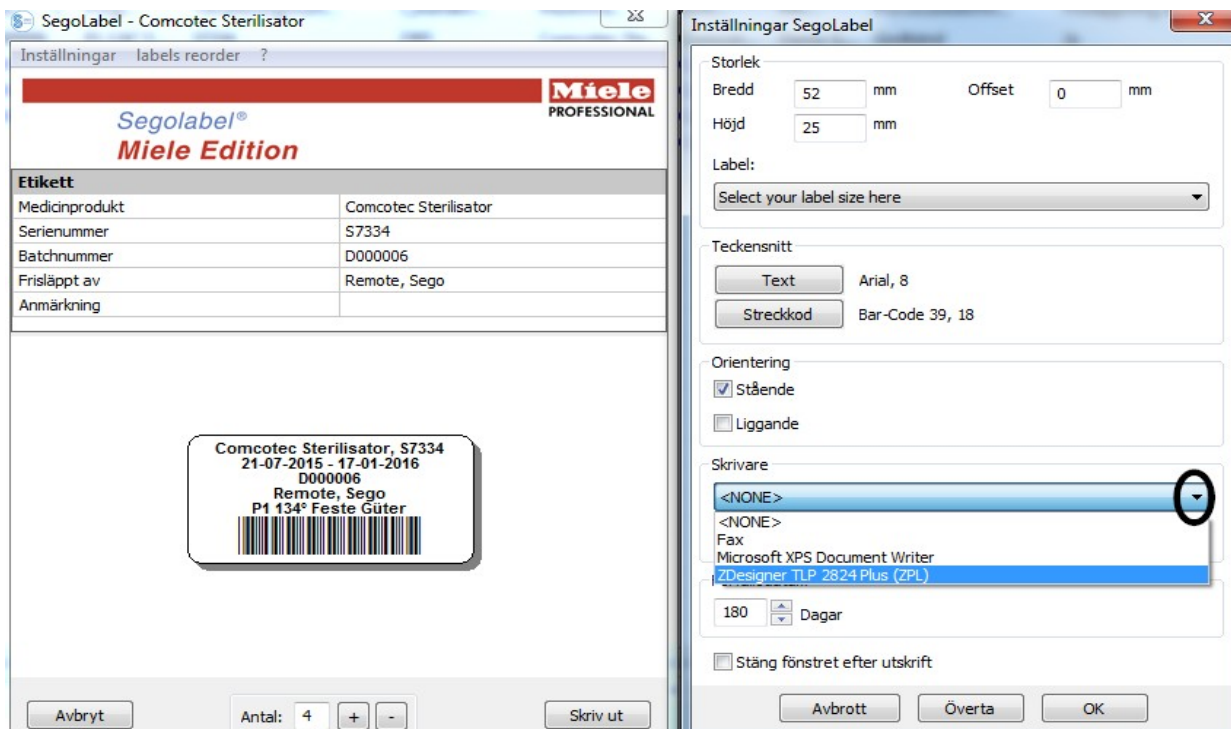 SegoLabel - Comcotec Sterilisator
Inställningar labels reorder ?
Miele
PROFESSIONAL
Segolabel®
Miele Edition
Etikett
Medicinprodukt Comcotec Sterilisator
Serienummer S7334
Batchnummer D000006
Frisläppt av Remote, Sego
Anmärkning
Comcotec Sterilisator, S7334
21-07-2015 - 17-01-2016
D000006
Remote, Sego
P1 134° Feste Güter
Avbryt Antal: 4 + - Skriv ut
Inställningar SegoLabel
Storlek
Bredd 52 mm Offset 0 mm
Höjd 25 mm
Label:
Select your label size here
Teckensnitt
Text Arial, 8
Streckkod Bar-Code 39, 18
Orientering
Stående
Liggande
Skrivare
<NONE>
<NONE>
Fax
Microsoft XPS Document Writer
ZDesigner TLP 2824 Plus (ZPL)
180 Dagar
Stäng fönstret efter utskrift
Avbrott Överta OK